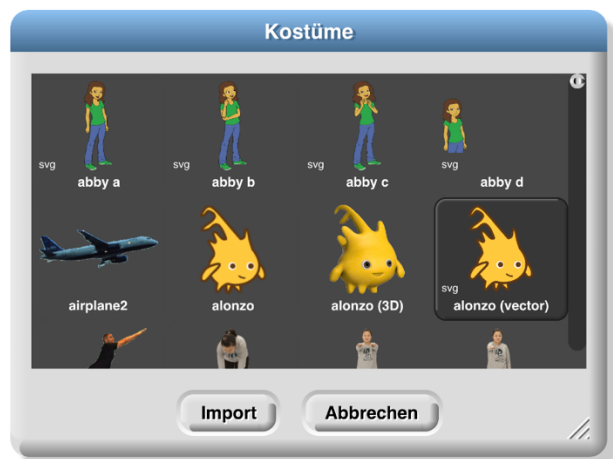 Kostüme
svg
svg
svg
svg
abby a
abby b
abby c
abby d
svg
airplane2
alonzo
alonzo (3D)
alonzo (vector)
Import
Abbrechen